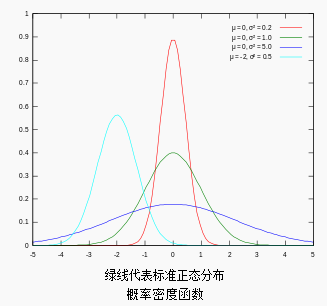 1
0.9
0.8
0.7
0.6
0.5
0.4
0.3
0.2
0.1
0
μ = 0, σ² = 0.2
μ = 0, σ² = 1.0
μ = 0, σ² = 5.0
μ = -2, σ² = 0.5
-5 -4 -3 -2 -1 0 1 2 3 4 5
绿线代表标准正态分布
概率密度函数